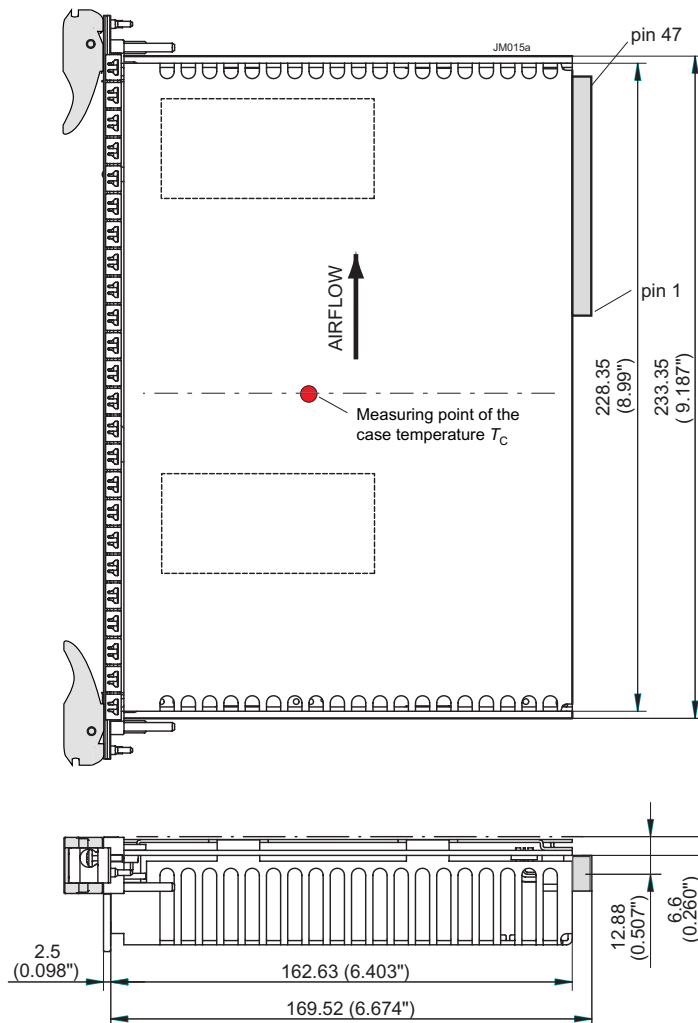 JM015a
pin 47
AIRFLOW
pin 1
228.35
(8.99")
233.35
( 9.187")
Measuring point of the
case temperature TC
2.5
(0.098")
162.63 (6.403")
169.52 (6.674")
12.88
(0.507")
6.6
(0.260")